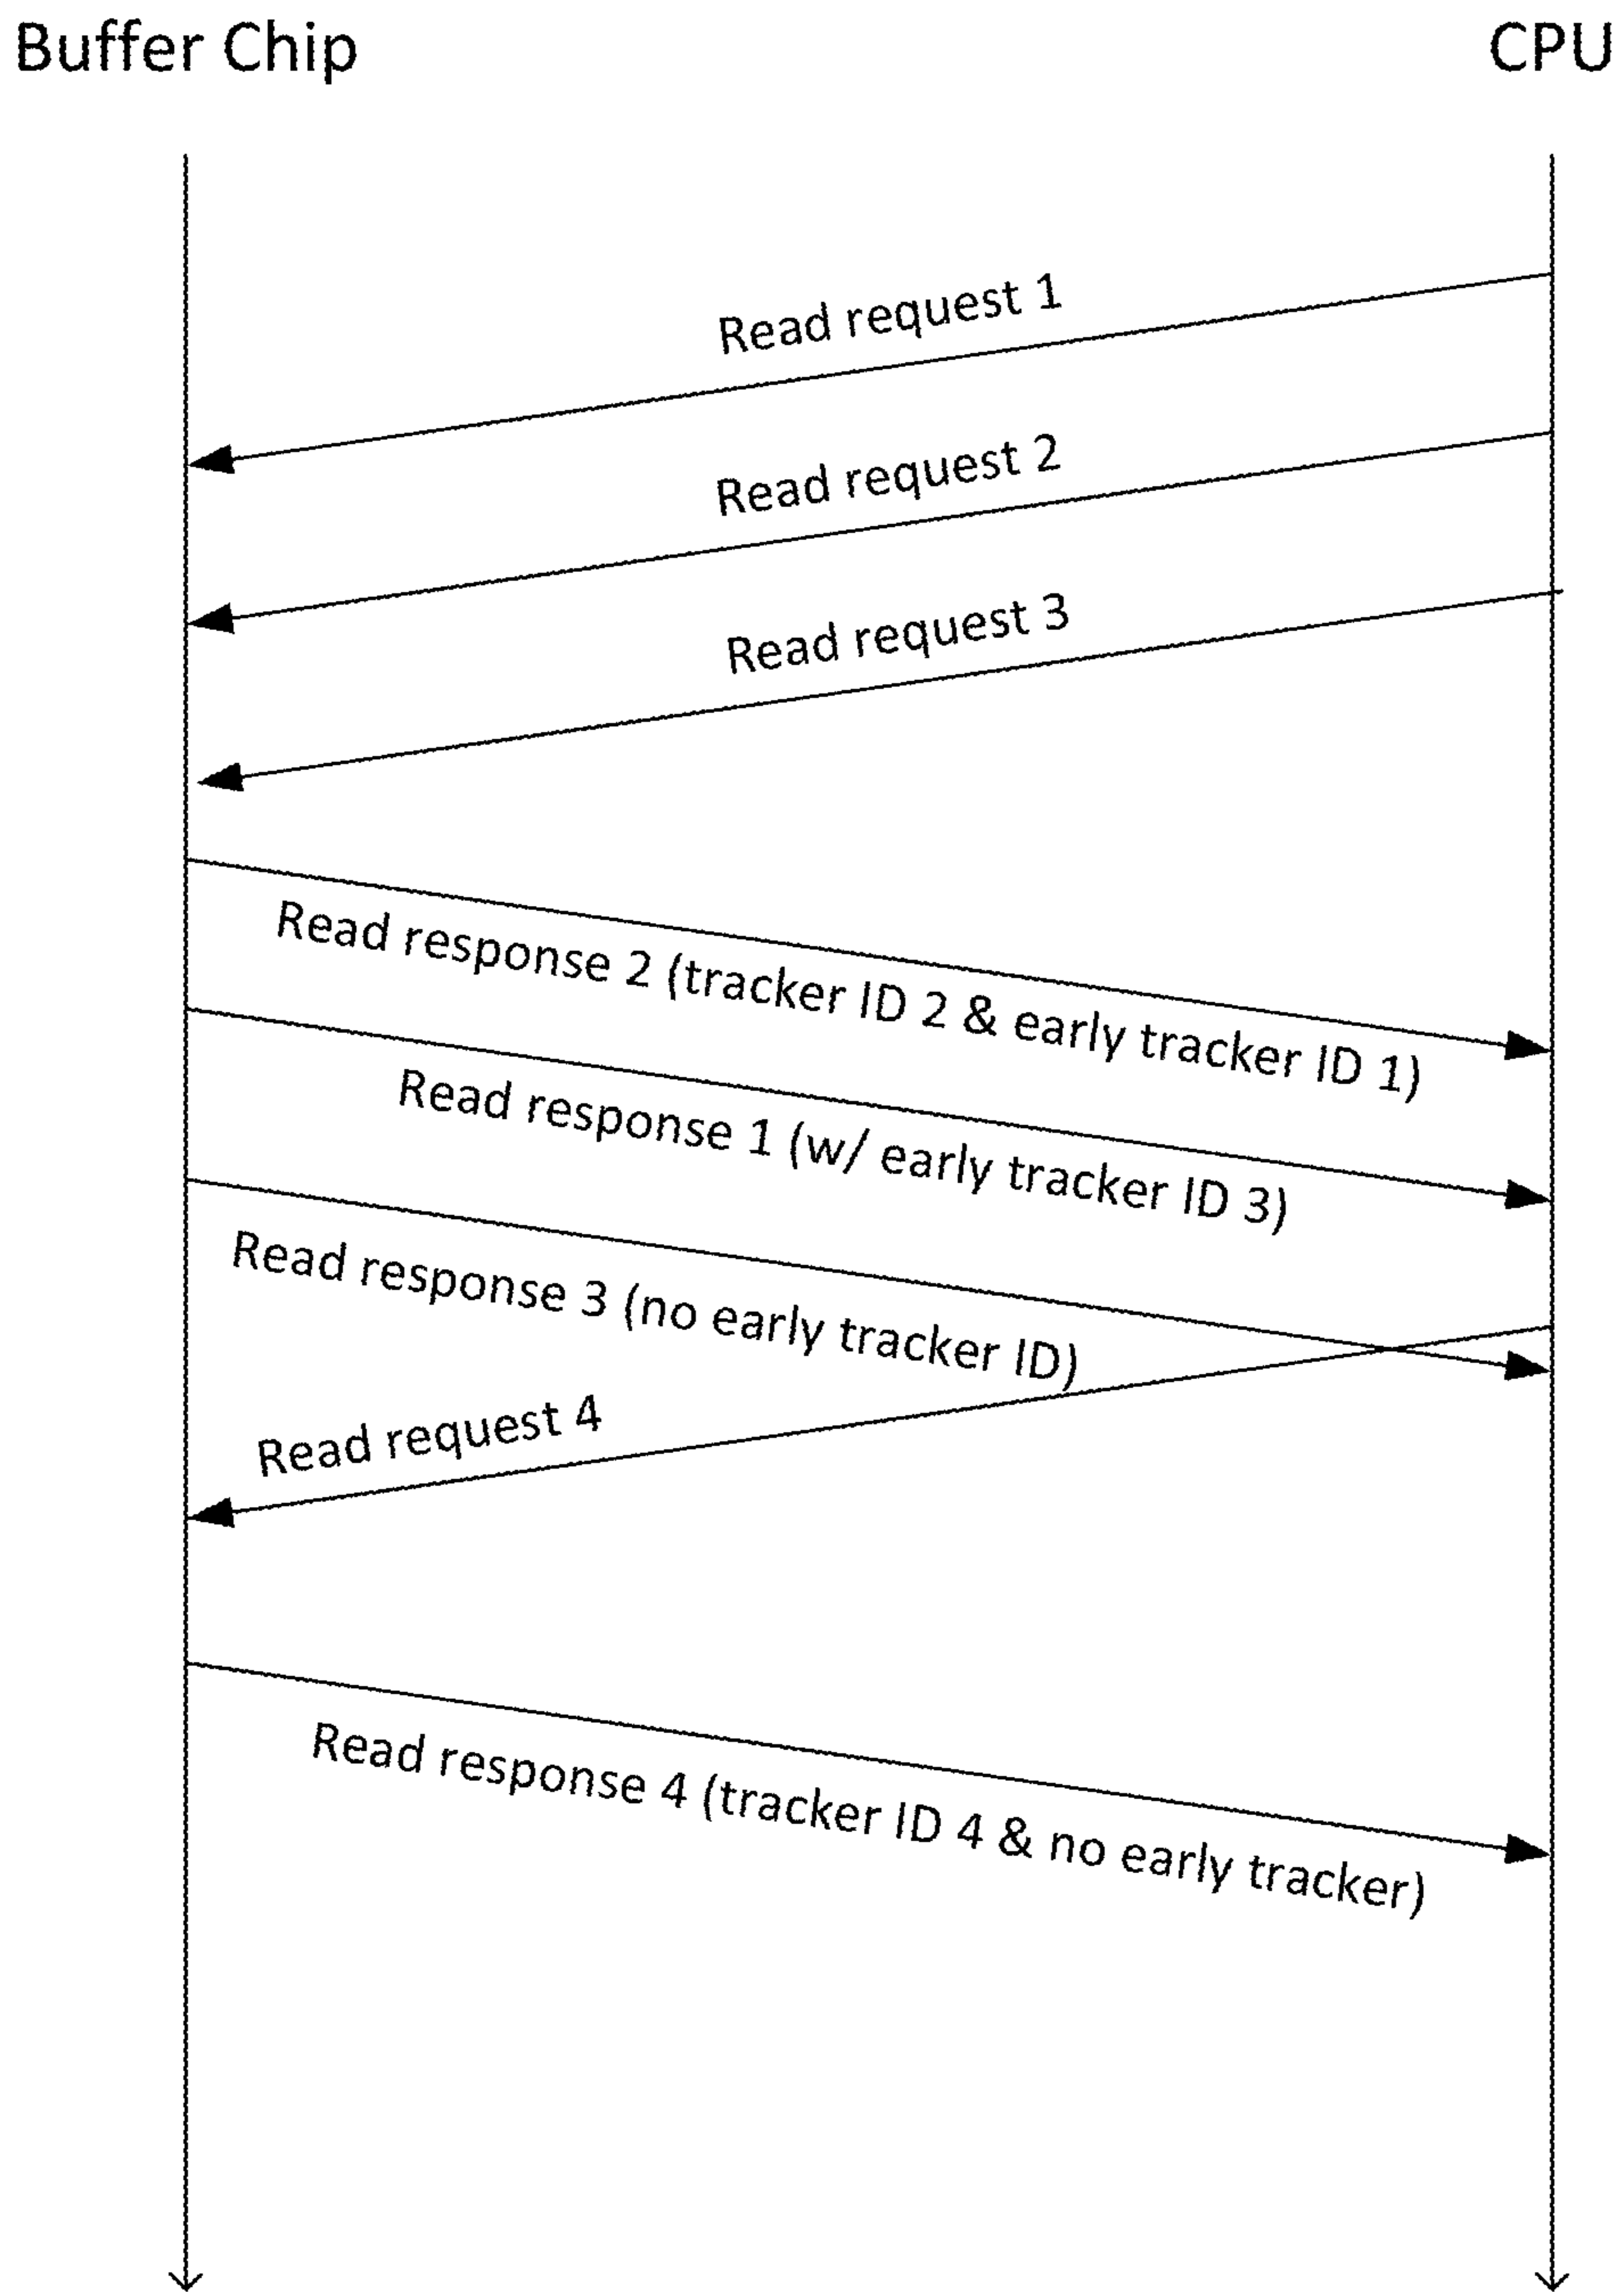 Buffer Chip
CPU
Read request 1
Read request 2
Read request 3
Read response 2 (tracker ID 2 & early tracker ID 1)
Read response 1 (w/ early tracker ID 3)
Read response 3 (no early tracker ID)
Read request 4
Read response 4 (tracker ID 4 & no early tracker)